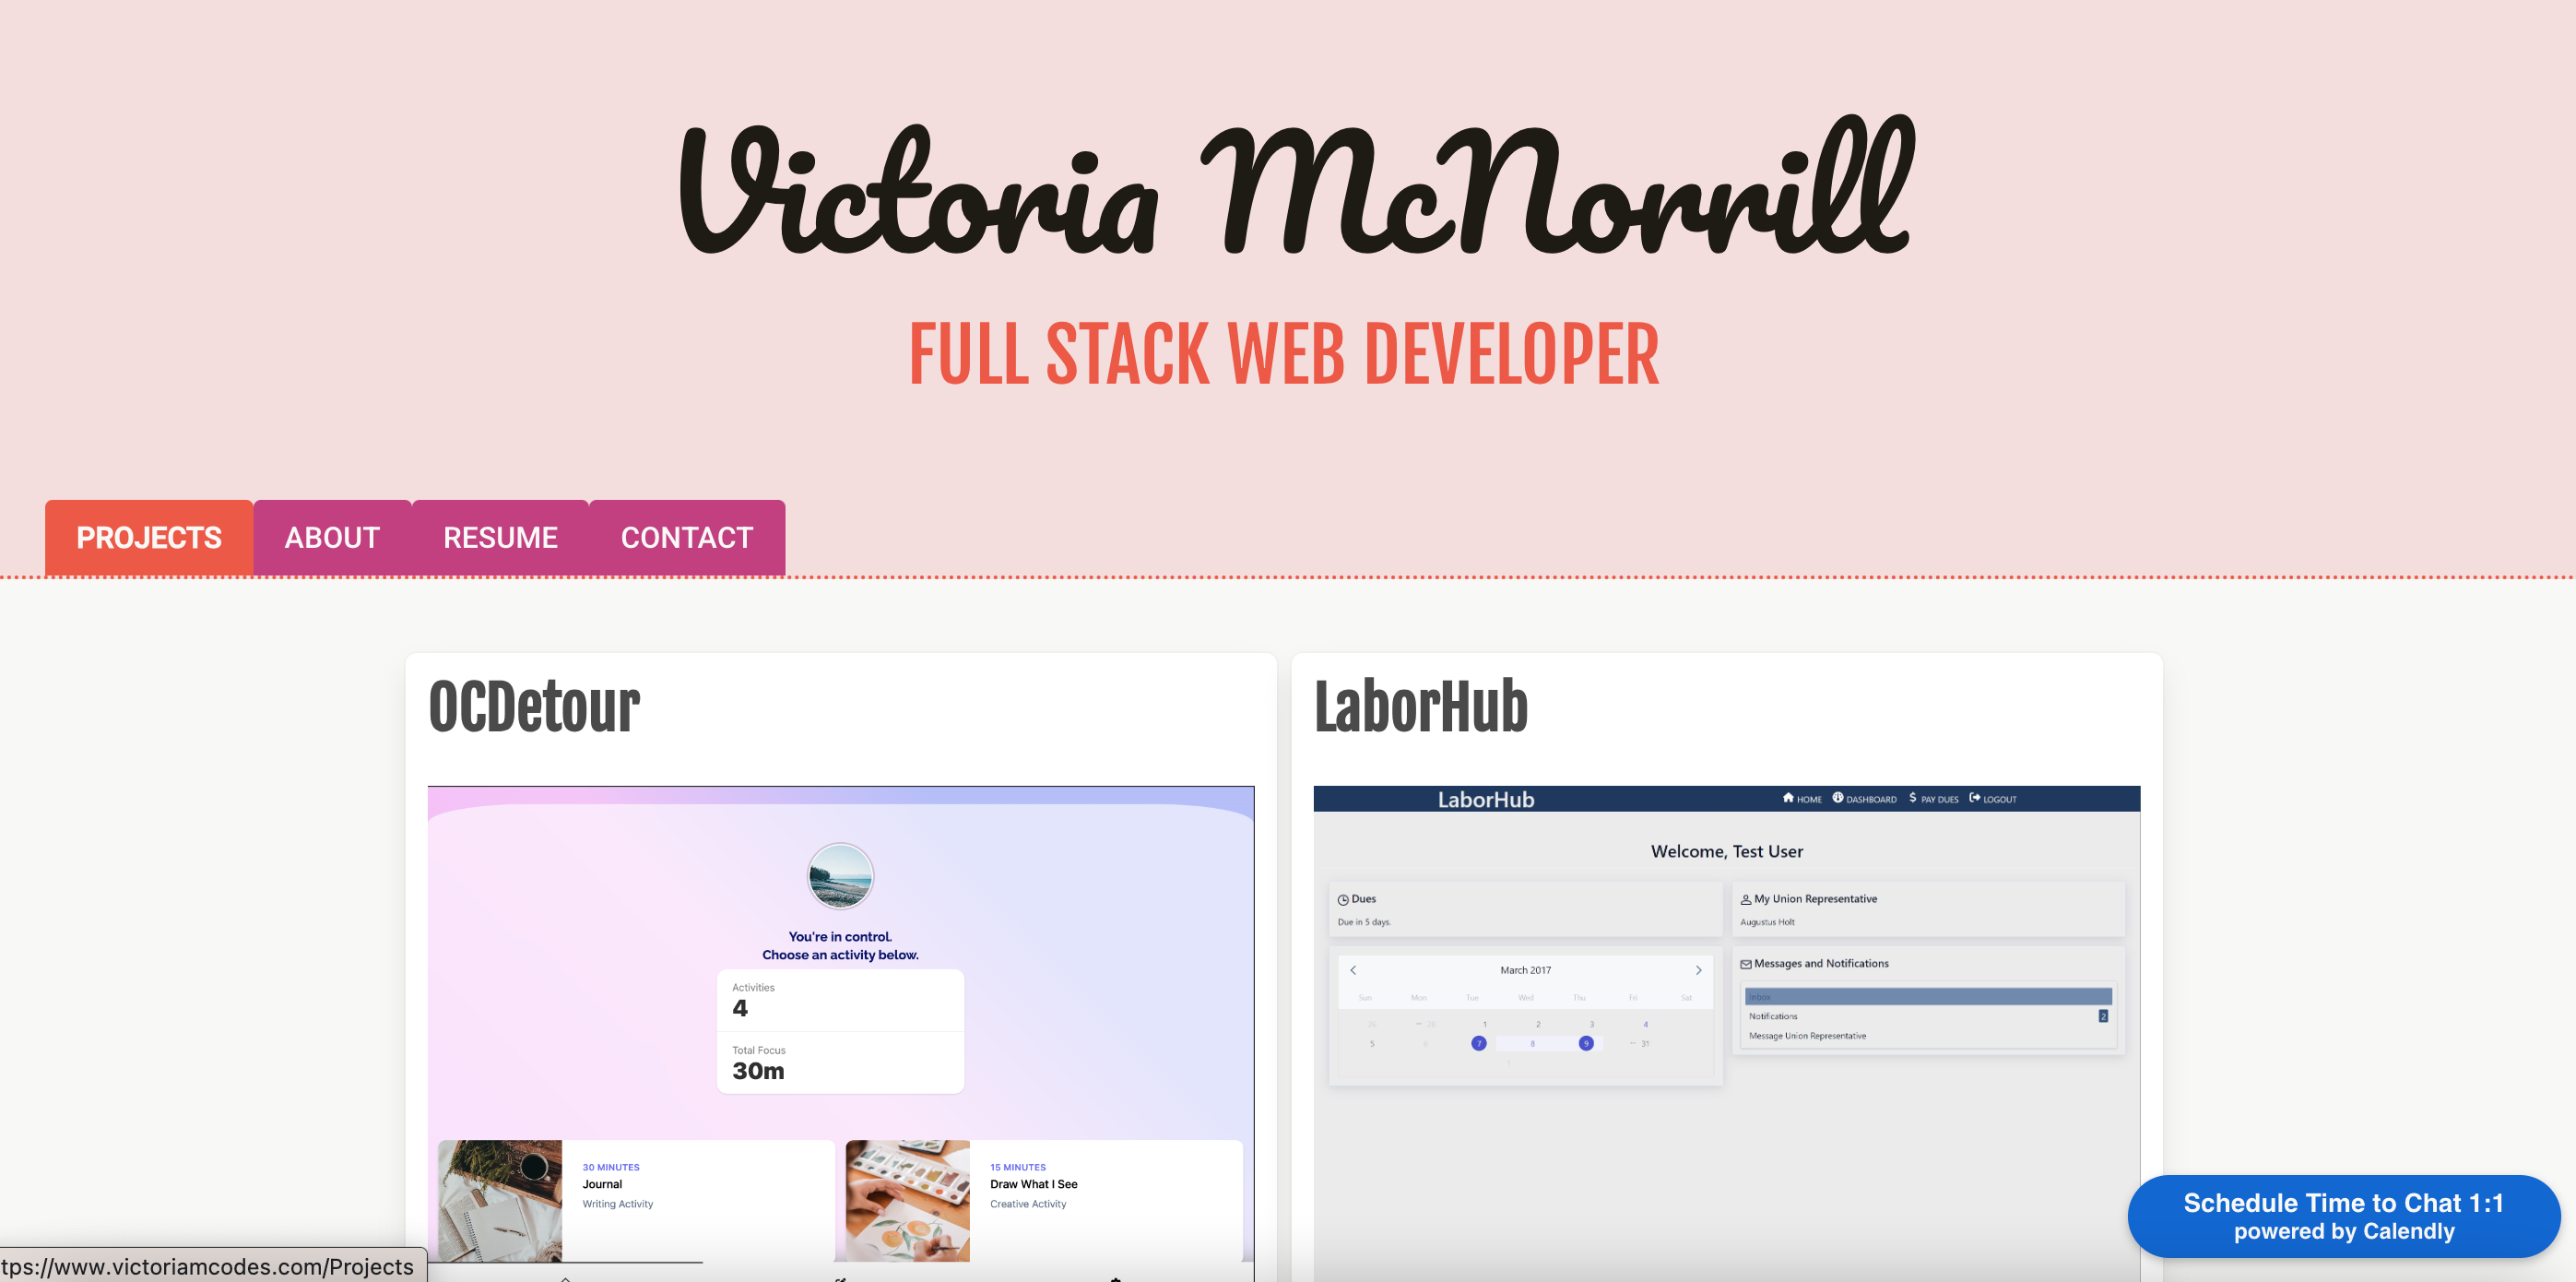 Victoria McNorrill
FULL STACK WEB DEVELOPER
PROJECTS
ABOUT
RESUME
CONTACT
OCDetour
You're in control.
Choose an activity below.
Activities
4
Total Focus
30m
30 MINUTES
Journal
Writing Activity
15 MINUTES
Draw What I See
Creative Activity
LaborHub
LaborHub
HOME DASHBOARD $ PAY DUES LOGOUT
Welcome, Test User
Dues
Due in 5 days.
My Union Representative
Augustus Holt
March 2017
Sun Mon Tue Wed Thu Fri Sat
26 28 1 2 3 4
5 6 7 8 9 31
Messages and Notifications
Inbox
Notifications 2
Message Union Representative
Schedule Time to Chat 1:1
powered by Calendly
tps://www.victoriamcodes.com/Projects